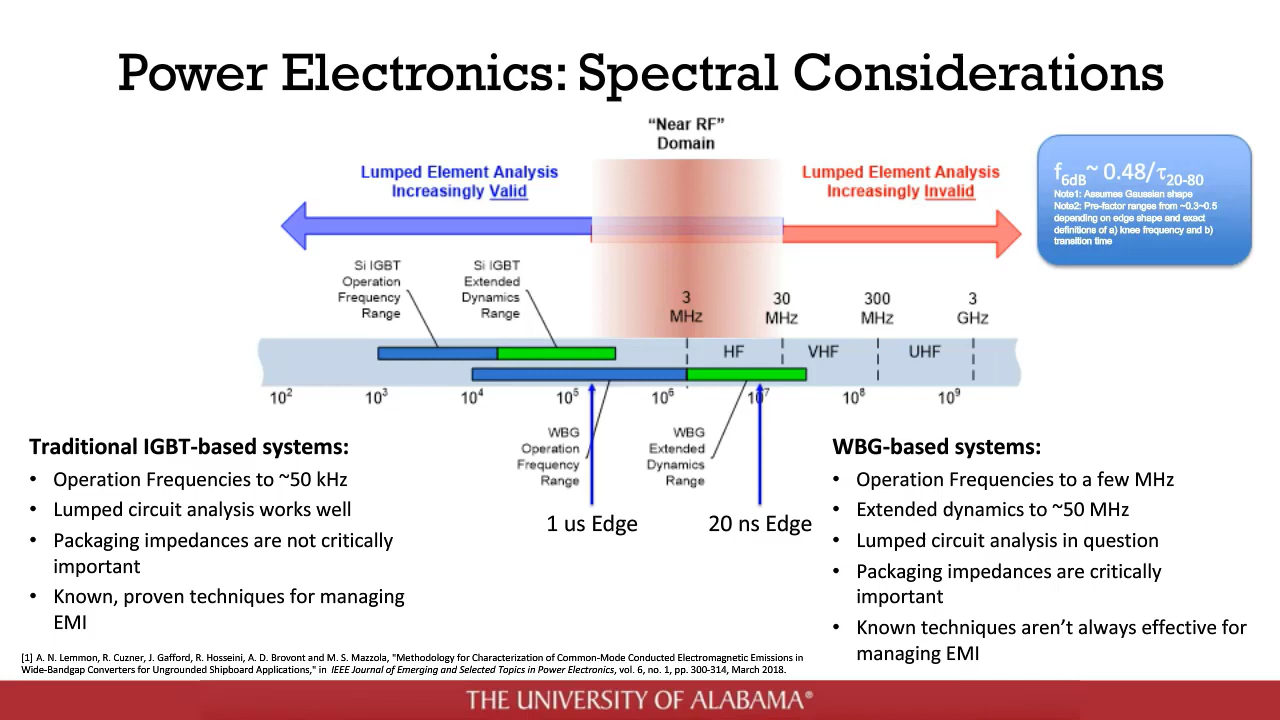 Power Electronics: Spectral Considerations
“Near RF”
Domain
Lumped Element Analysis
Increasingly Valid
Lumped Element Analysis
Increasingly Invalid
f6dB~ 0.48/τ20-80
Note1: Assumes Gaussian shape
Note2: Pre-factor ranges from ~0.3~0.5
depending on edge shape and exact
definitions of a) knee frequency and b)
transition time
Si IGBT
Operation
Frequency
Range
Si IGBT
Extended
Dynamics
Range
3
MHz
30
MHz
300
MHz
3
GHz
HF
VHF
UHF
10²
10³
10⁴
10⁵
10⁶
10⁷
10⁸
10⁹
WBG
Operation
Frequency
Range
WBG
Extended
Dynamics
Range
1 us Edge
20 ns Edge
Traditional IGBT-based systems:
• Operation Frequencies to ~50 kHz
• Lumped circuit analysis works well
• Packaging impedances are not critically
important
• Known, proven techniques for managing
EMI
WBG-based systems:
• Operation Frequencies to a few MHz
• Extended dynamics to ~50 MHz
• Lumped circuit analysis in question
• Packaging impedances are critically
important
• Known techniques aren’t always effective for
managing EMI
[1] A. N. Lemmon, R. Cuzner, J. Gafford, R. Hosseini, A. D. Brovont and M. S. Mazzola, "Methodology for Characterization of Common-Mode Conducted Electromagnetic Emissions in
Wide-Bandgap Converters for Ungrounded Shipboard Applications," in IEEE Journal of Emerging and Selected Topics in Power Electronics, vol. 6, no. 1, pp. 300-314, March 2018.
THE UNIVERSITY OF ALABAMA®